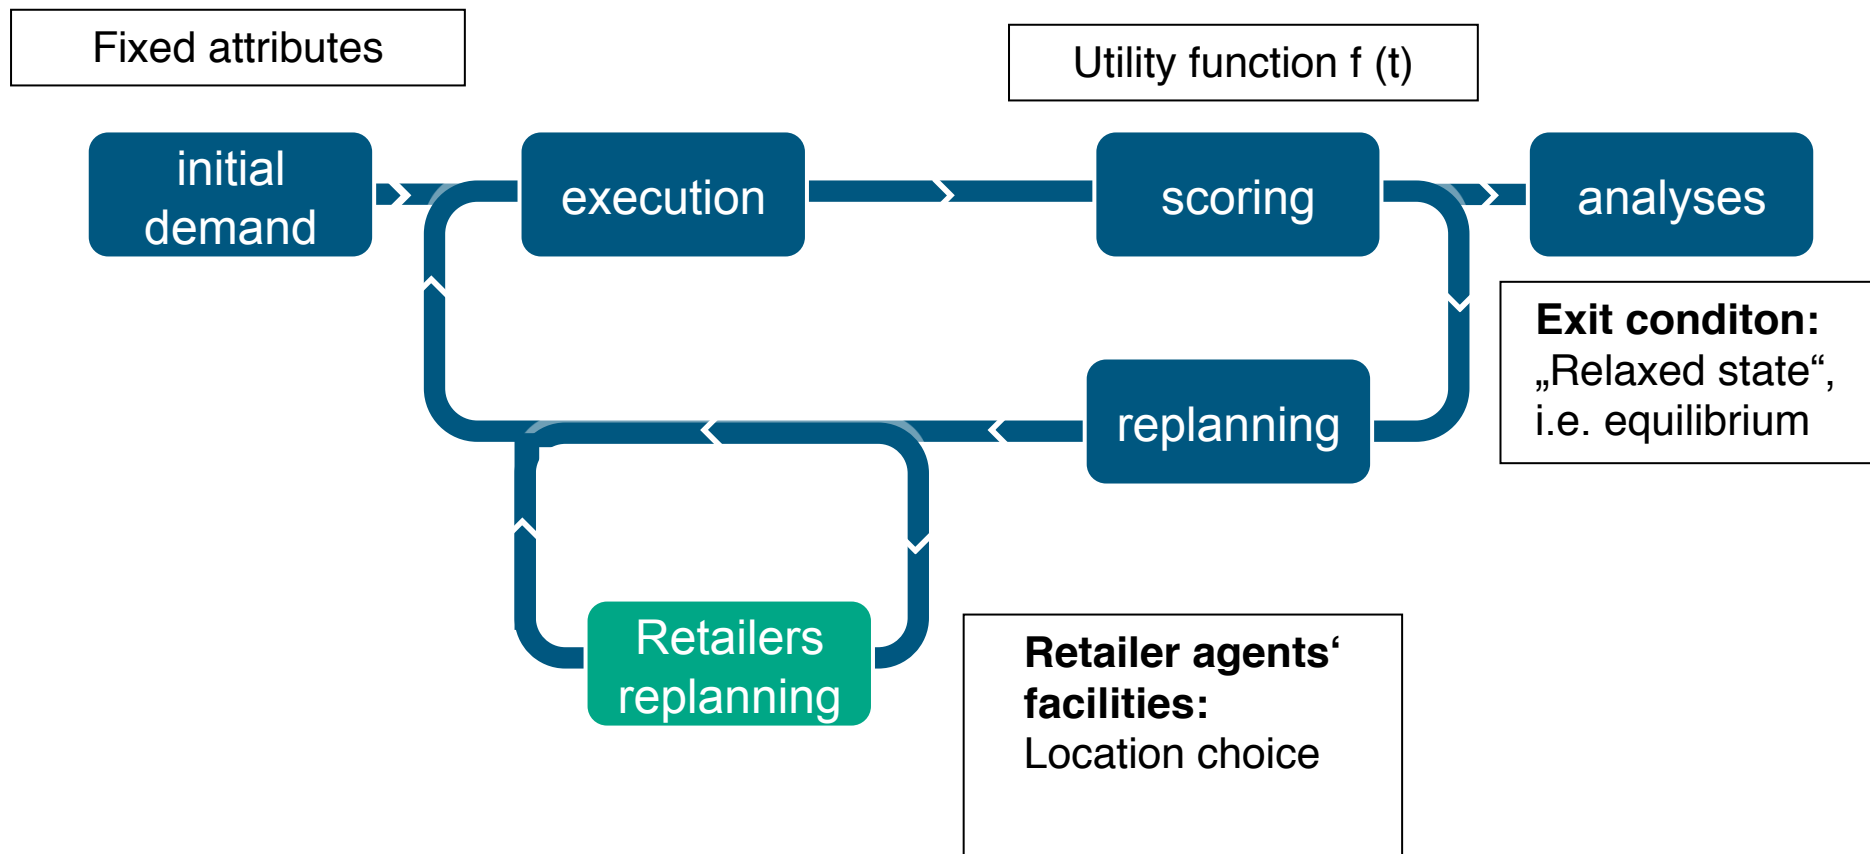 Fixed attributes
Utility function f (t)
initial
demand
execution
scoring
analyses
Exit conditon:
„Relaxed state“,
i.e. equilibrium
replanning
Retailers
replanning
Retailer agents‘
facilities:
Location choice